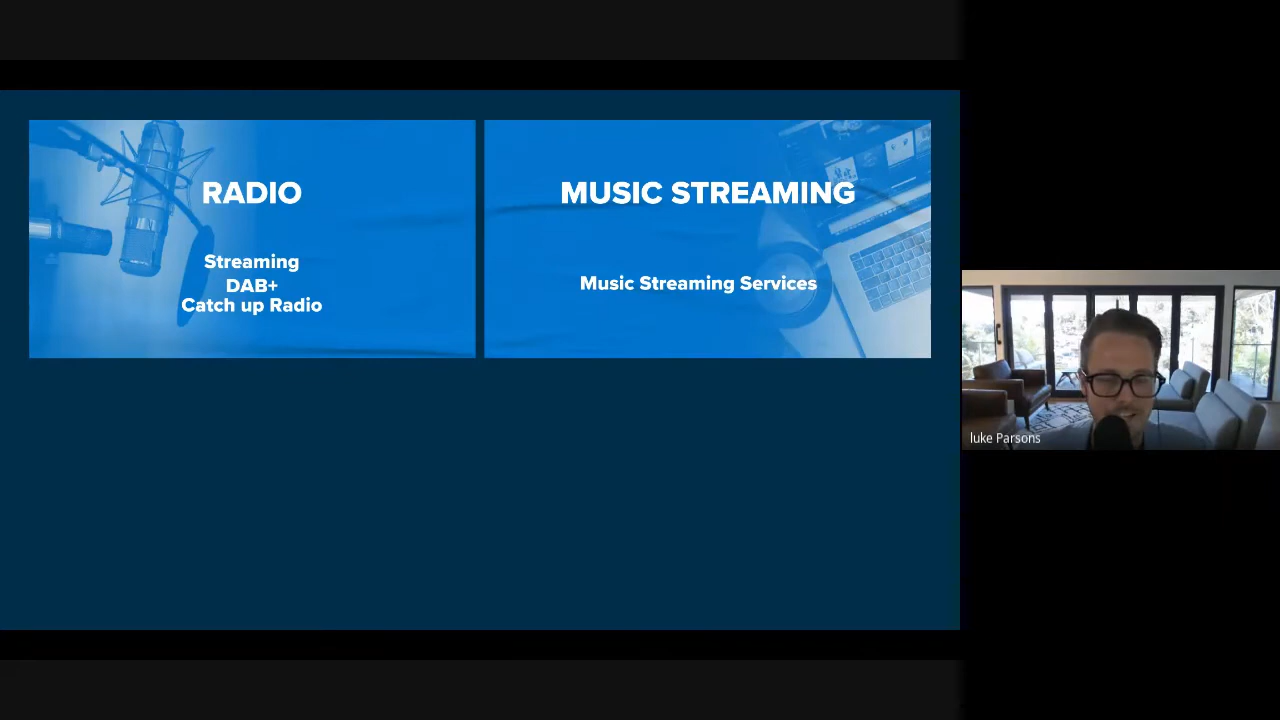 RADIO
Streaming
DAB+
Catch up Radio
MUSIC STREAMING
Music Streaming Services
luke Parsons